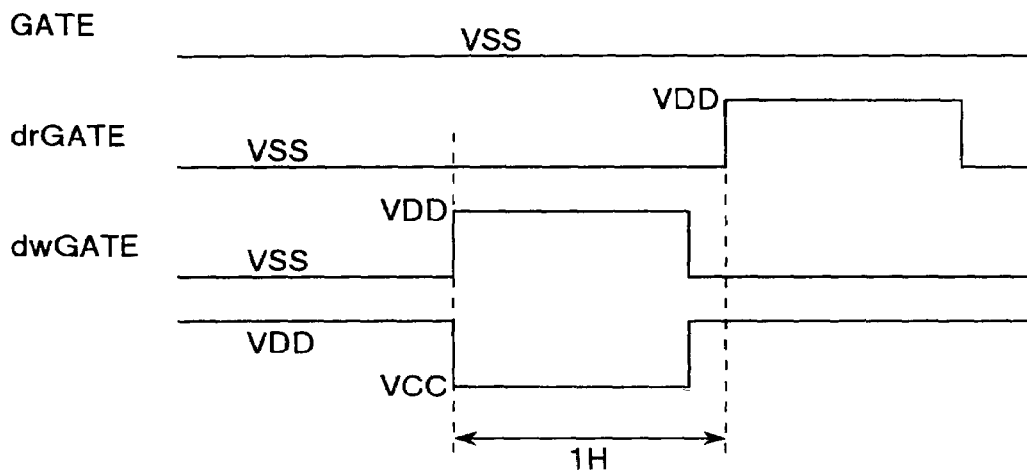 GATE
VSS
VDD
drGATE
VSS
VDD
dwGATE
VSS
VDD
VCC
1H